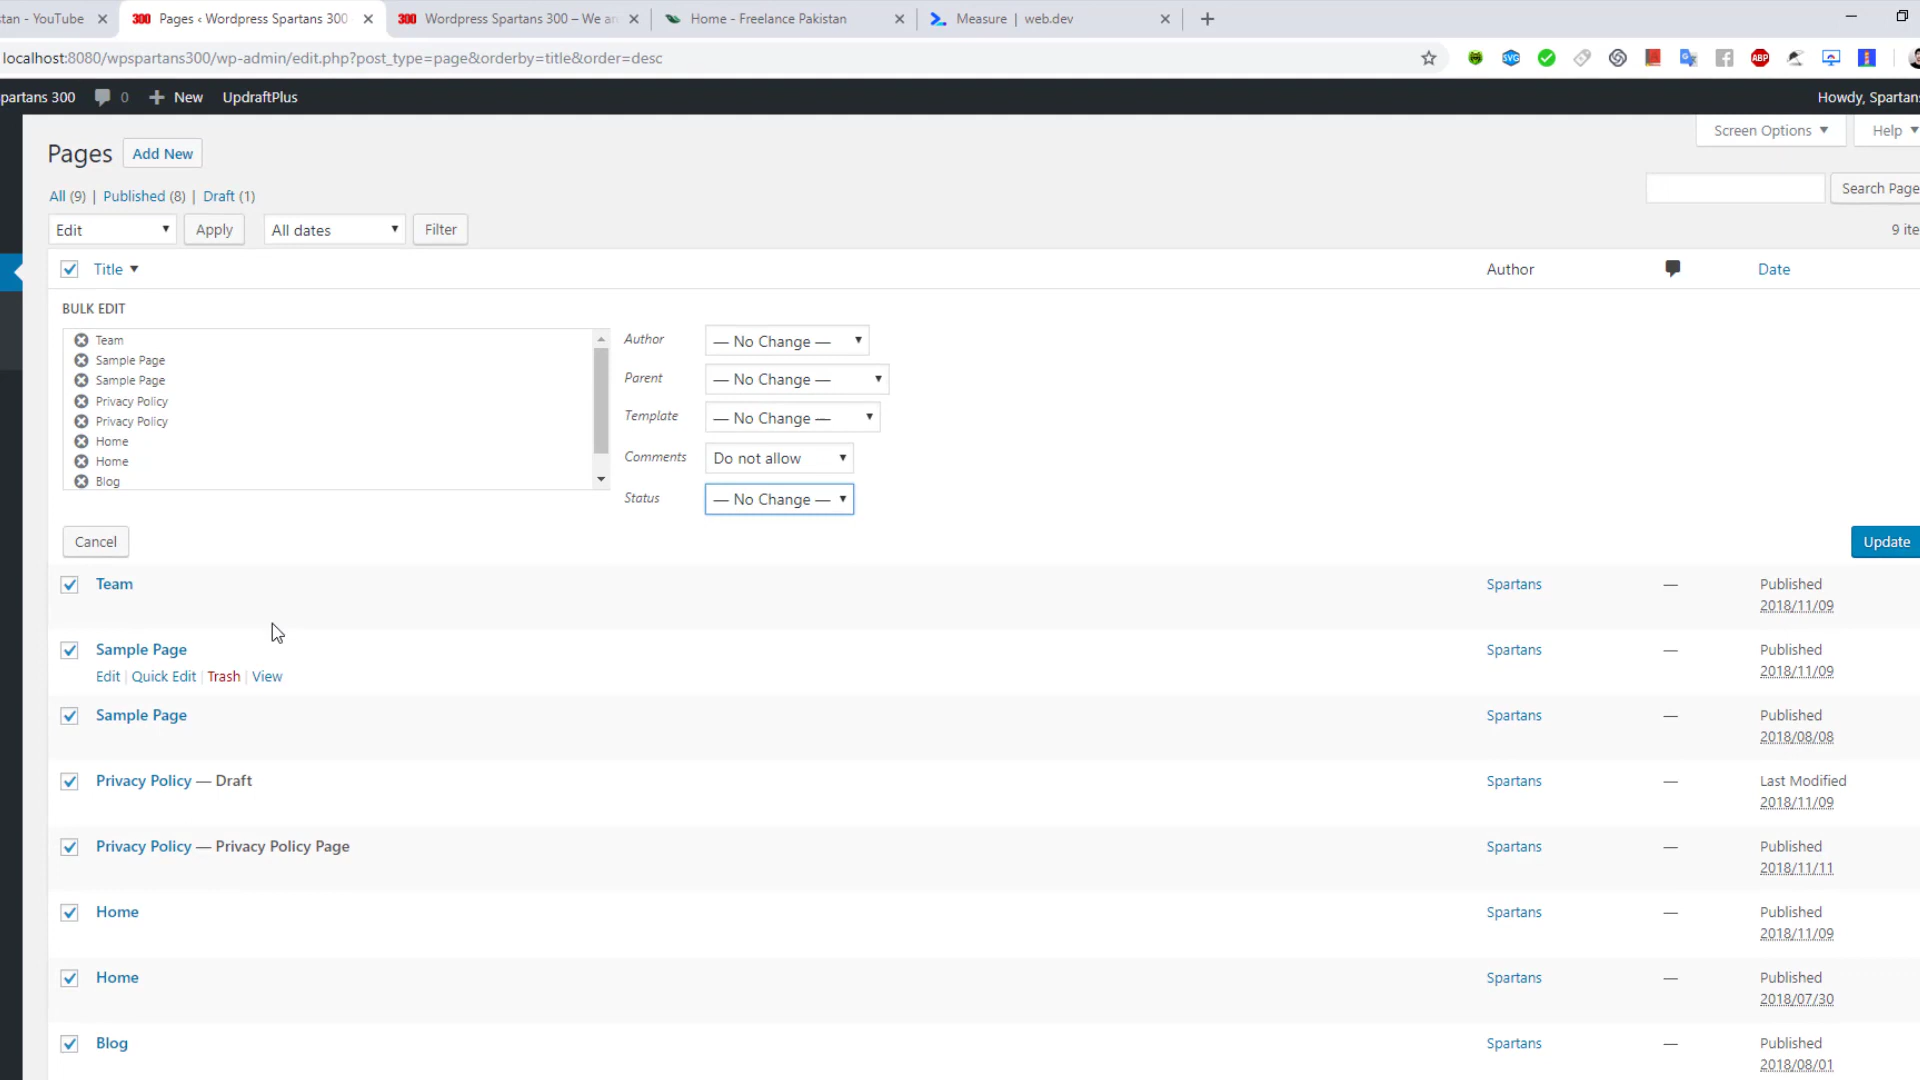 stan - YouTube
300 Pages ‹ Wordpress Spartans 300
300 Wordpress Spartans 300 – We an
Home - Freelance Pakistan
Measure | web.dev
localhost:8080/wpspartans300/wp-admin/edit.php?post_type=page&orderby=title&order=desc
SVG
ABP
partans 300 0 New UpdraftPlus Howdy, Spartans
Screen Options Help
Pages Add New
All (9) | Published (8) | Draft (1)
Search Page
Edit Apply All dates Filter 9 ite
Title Author Date
BULK EDIT
Team
Sample Page
Sample Page
Privacy Policy
Privacy Policy
Home
Home
Blog
Author — No Change —
Parent — No Change —
Template — No Change —
Comments Do not allow
Status — No Change —
Cancel Update
Team Spartans — Published
2018/11/09
Sample Page Spartans — Published
Edit | Quick Edit | Trash | View 2018/11/09
Sample Page Spartans — Published
2018/08/08
Privacy Policy — Draft Spartans — Last Modified
2018/11/09
Privacy Policy — Privacy Policy Page Spartans — Published
2018/11/11
Home Spartans — Published
2018/11/09
Home Spartans — Published
2018/07/30
Blog Spartans — Published
2018/08/01